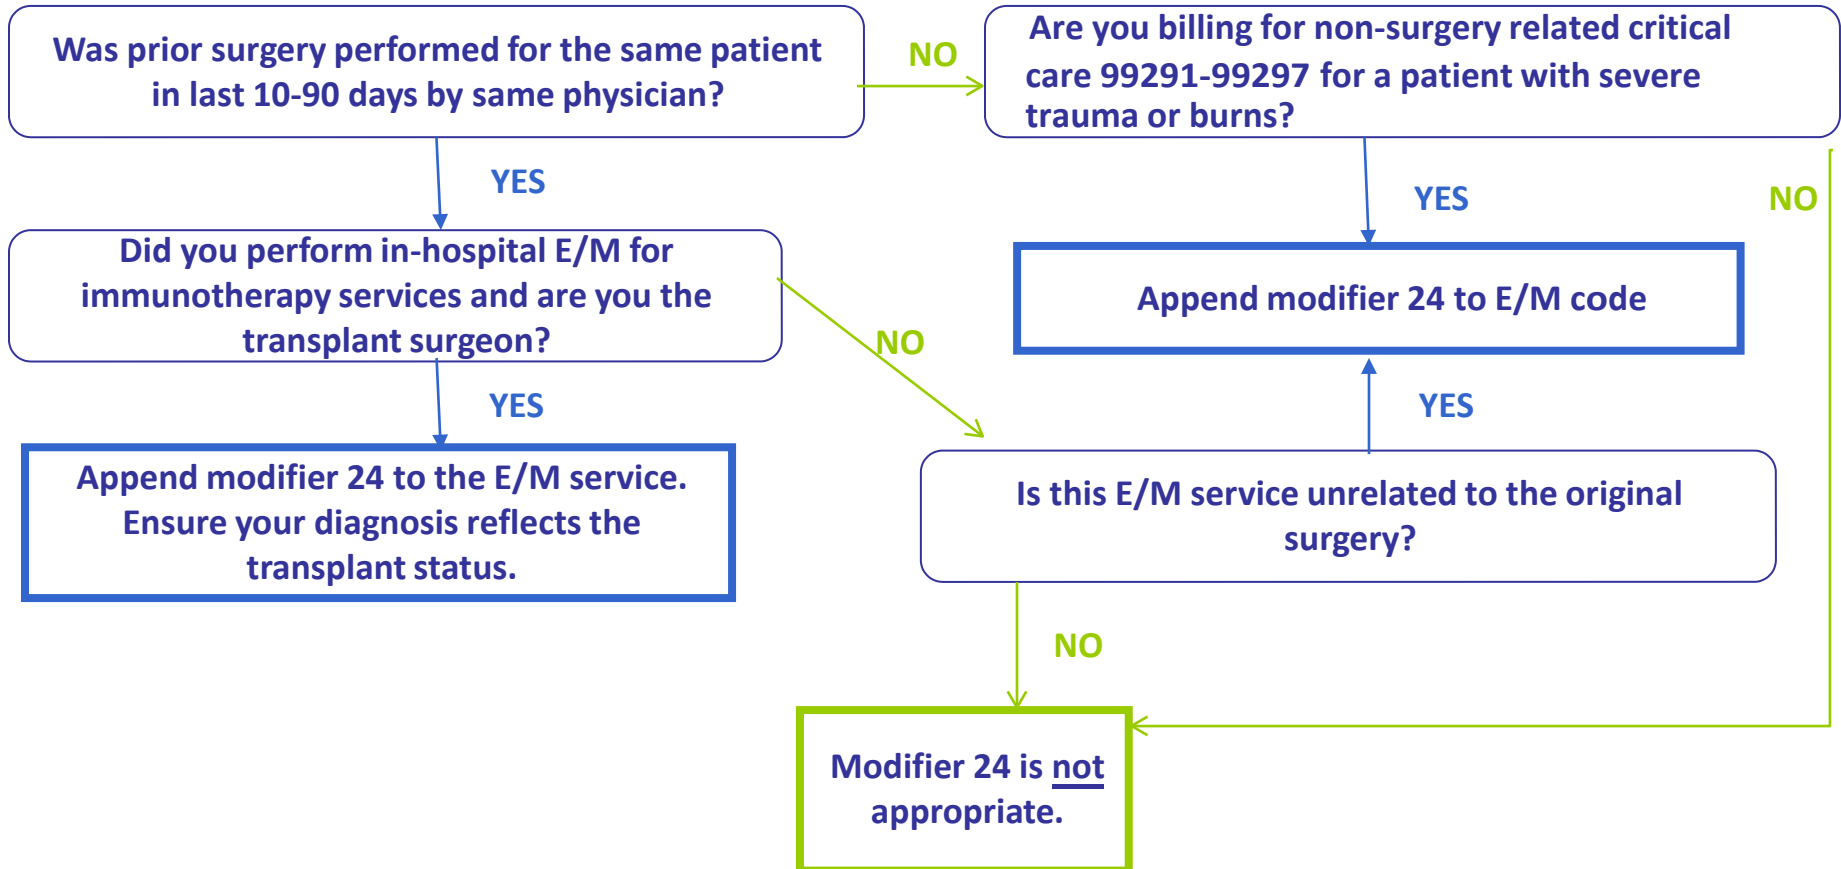 Was prior surgery performed for the same patient
in last 10-90 days by same physician?
NO
Are you billing for non-surgery related critical
care 99291-99297 for a patient with severe
trauma or burns?
YES
YES
NO
Did you perform in-hospital E/M for
immunotherapy services and are you the
transplant surgeon?
NO
Append modifier 24 to E/M code
YES
YES
Append modifier 24 to the E/M service.
Ensure your diagnosis reflects the
transplant status.
Is this E/M service unrelated to the original
surgery?
NO
Modifier 24 is not
appropriate.